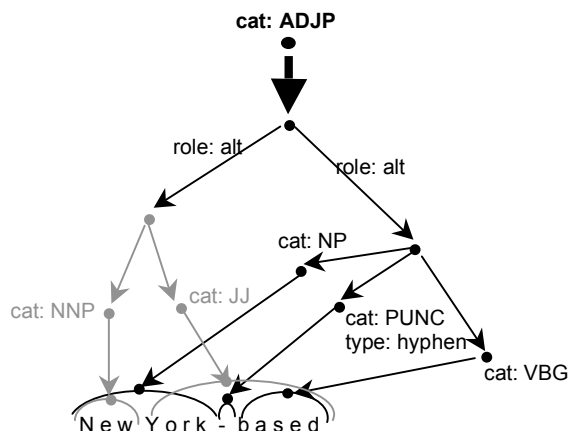 cat: ADJP
role: alt
role: alt
cat: NP
cat: JJ
cat: NNP
cat: PUNC
type: hyphen
cat: VBG
New York - based